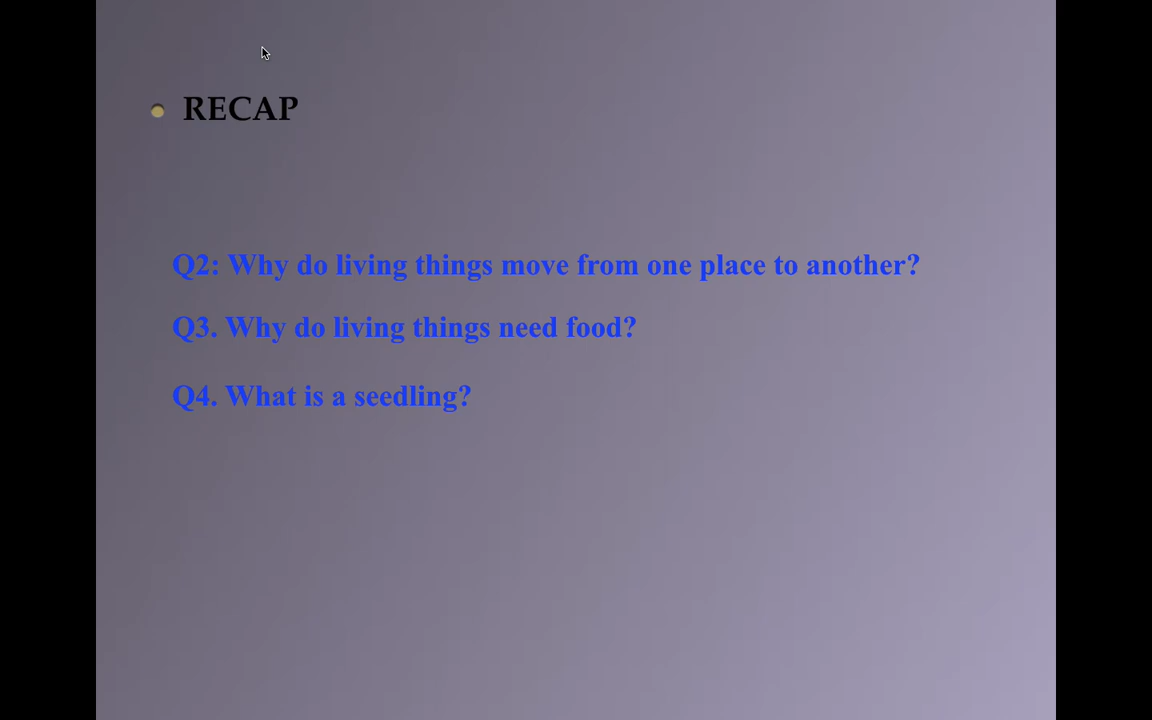 RECAP
Q2: Why do living things move from one place to another?
Q3. Why do living things need food?
Q4. What is a seedling?